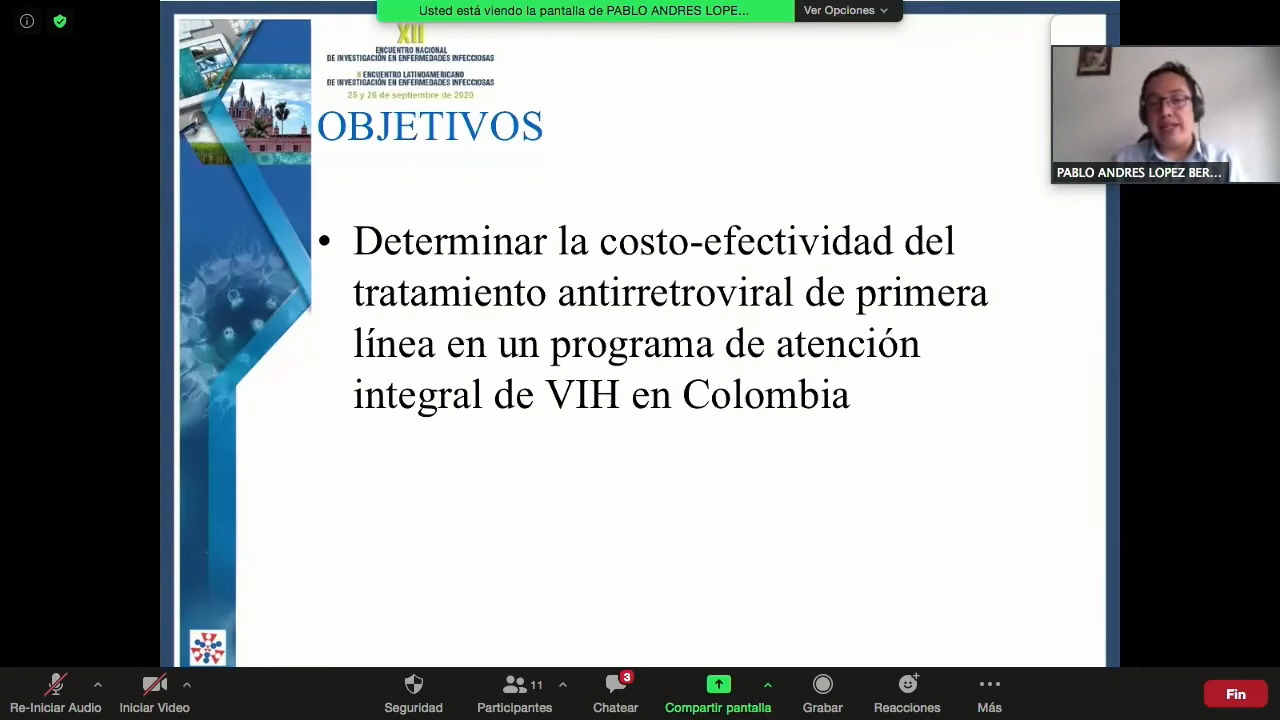 Usted está viendo la pantalla de PABLO ANDRES LOPE...
Ver Opciones
XII
ENCUENTRO NACIONAL
DE INVESTIGACIÓN EN ENFERMEDADES INFECCIOSAS
II ENCUENTRO LATINOAMERICANO
DE INVESTIGACIÓN EN ENFERMEDADES INFECCIOSAS
25 y 26 de septiembre de 2020
OBJETIVOS
PABLO ANDRES LOPEZ BER...
• Determinar la costo-efectividad del
tratamiento antirretroviral de primera
línea en un programa de atención
integral de VIH en Colombia
Re-Iniciar Audio
Iniciar Video
Seguridad
11
Participantes
3
Chatear
Compartir pantalla
Grabar
Reacciones
Más
Fin